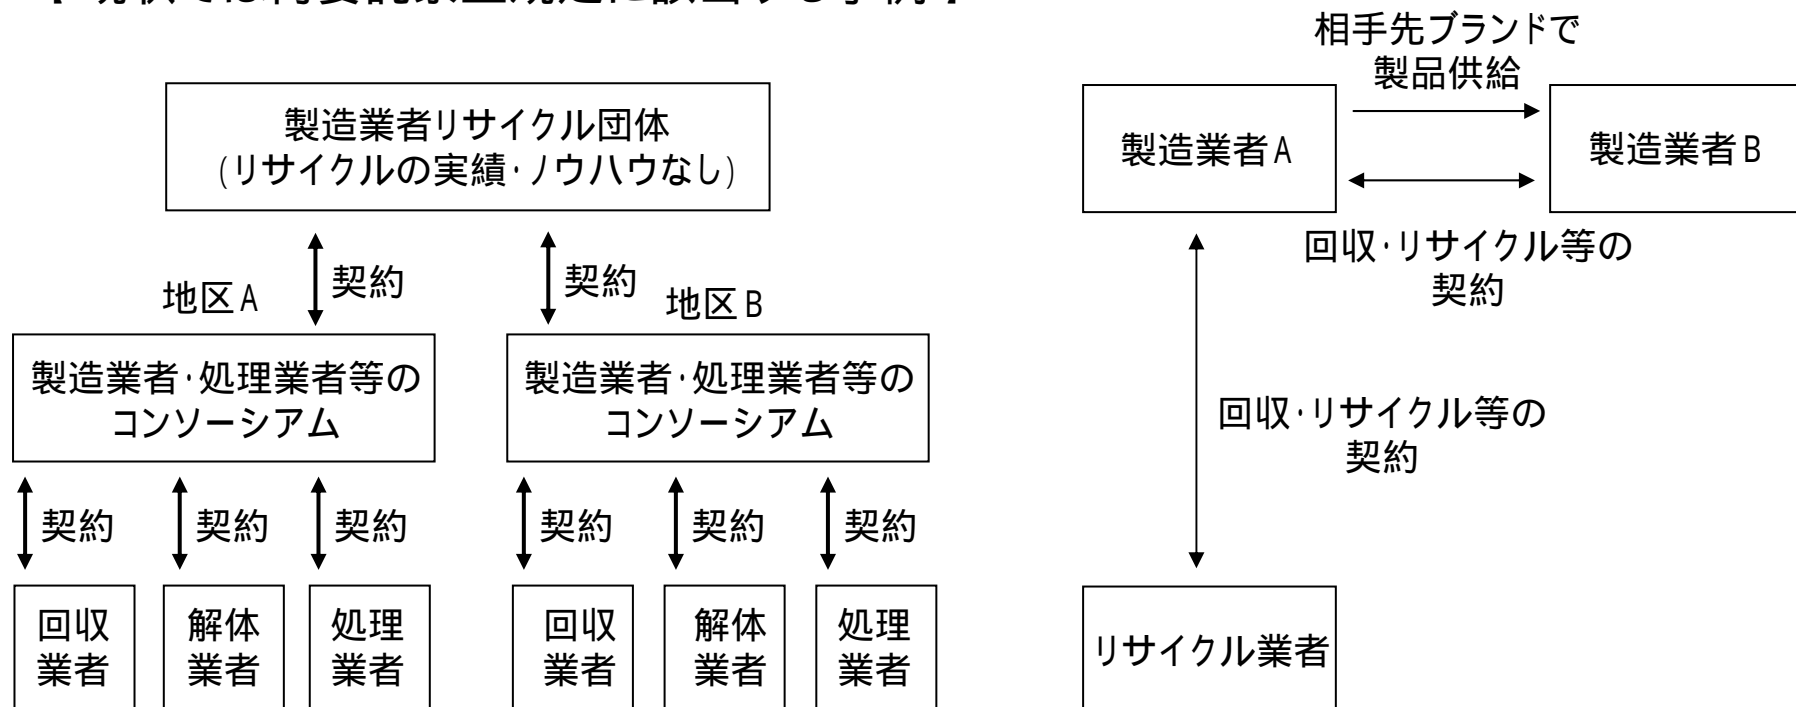 相手先ブランドで
製品供給
製造業者リサイクル団体
(リサイクルの実績・ノウハウなし)
製造業者A
製造業者B
契約
契約
地区A
地区B
回収・リサイクル等の
契約
製造業者・処理業者等の
コンソーシアム
製造業者・処理業者等の
コンソーシアム
回収・リサイクル等の
契約
契約
契約
契約
契約
契約
契約
回収
業者
解体
業者
処理
業者
回収
業者
解体
業者
処理
業者
リサイクル業者